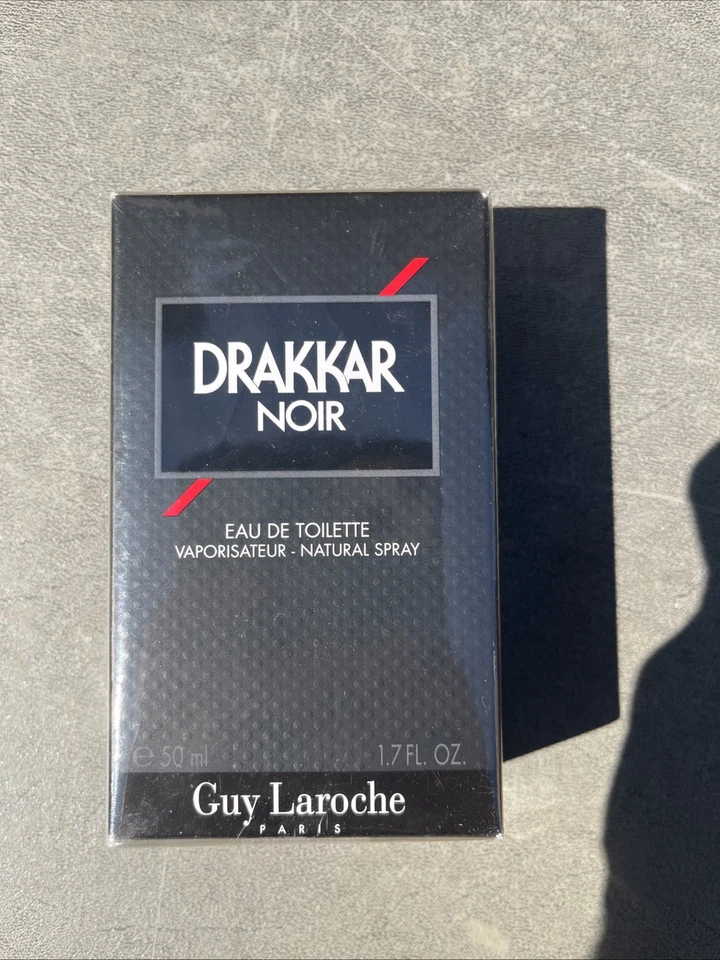 DRAKKAR
NOIR
EAU DE TOILETTE
VAPORISATEUR - NATURAL SPRAY
℮ 50 ml 1.7 FL. OZ.
Guy Laroche
PARIS